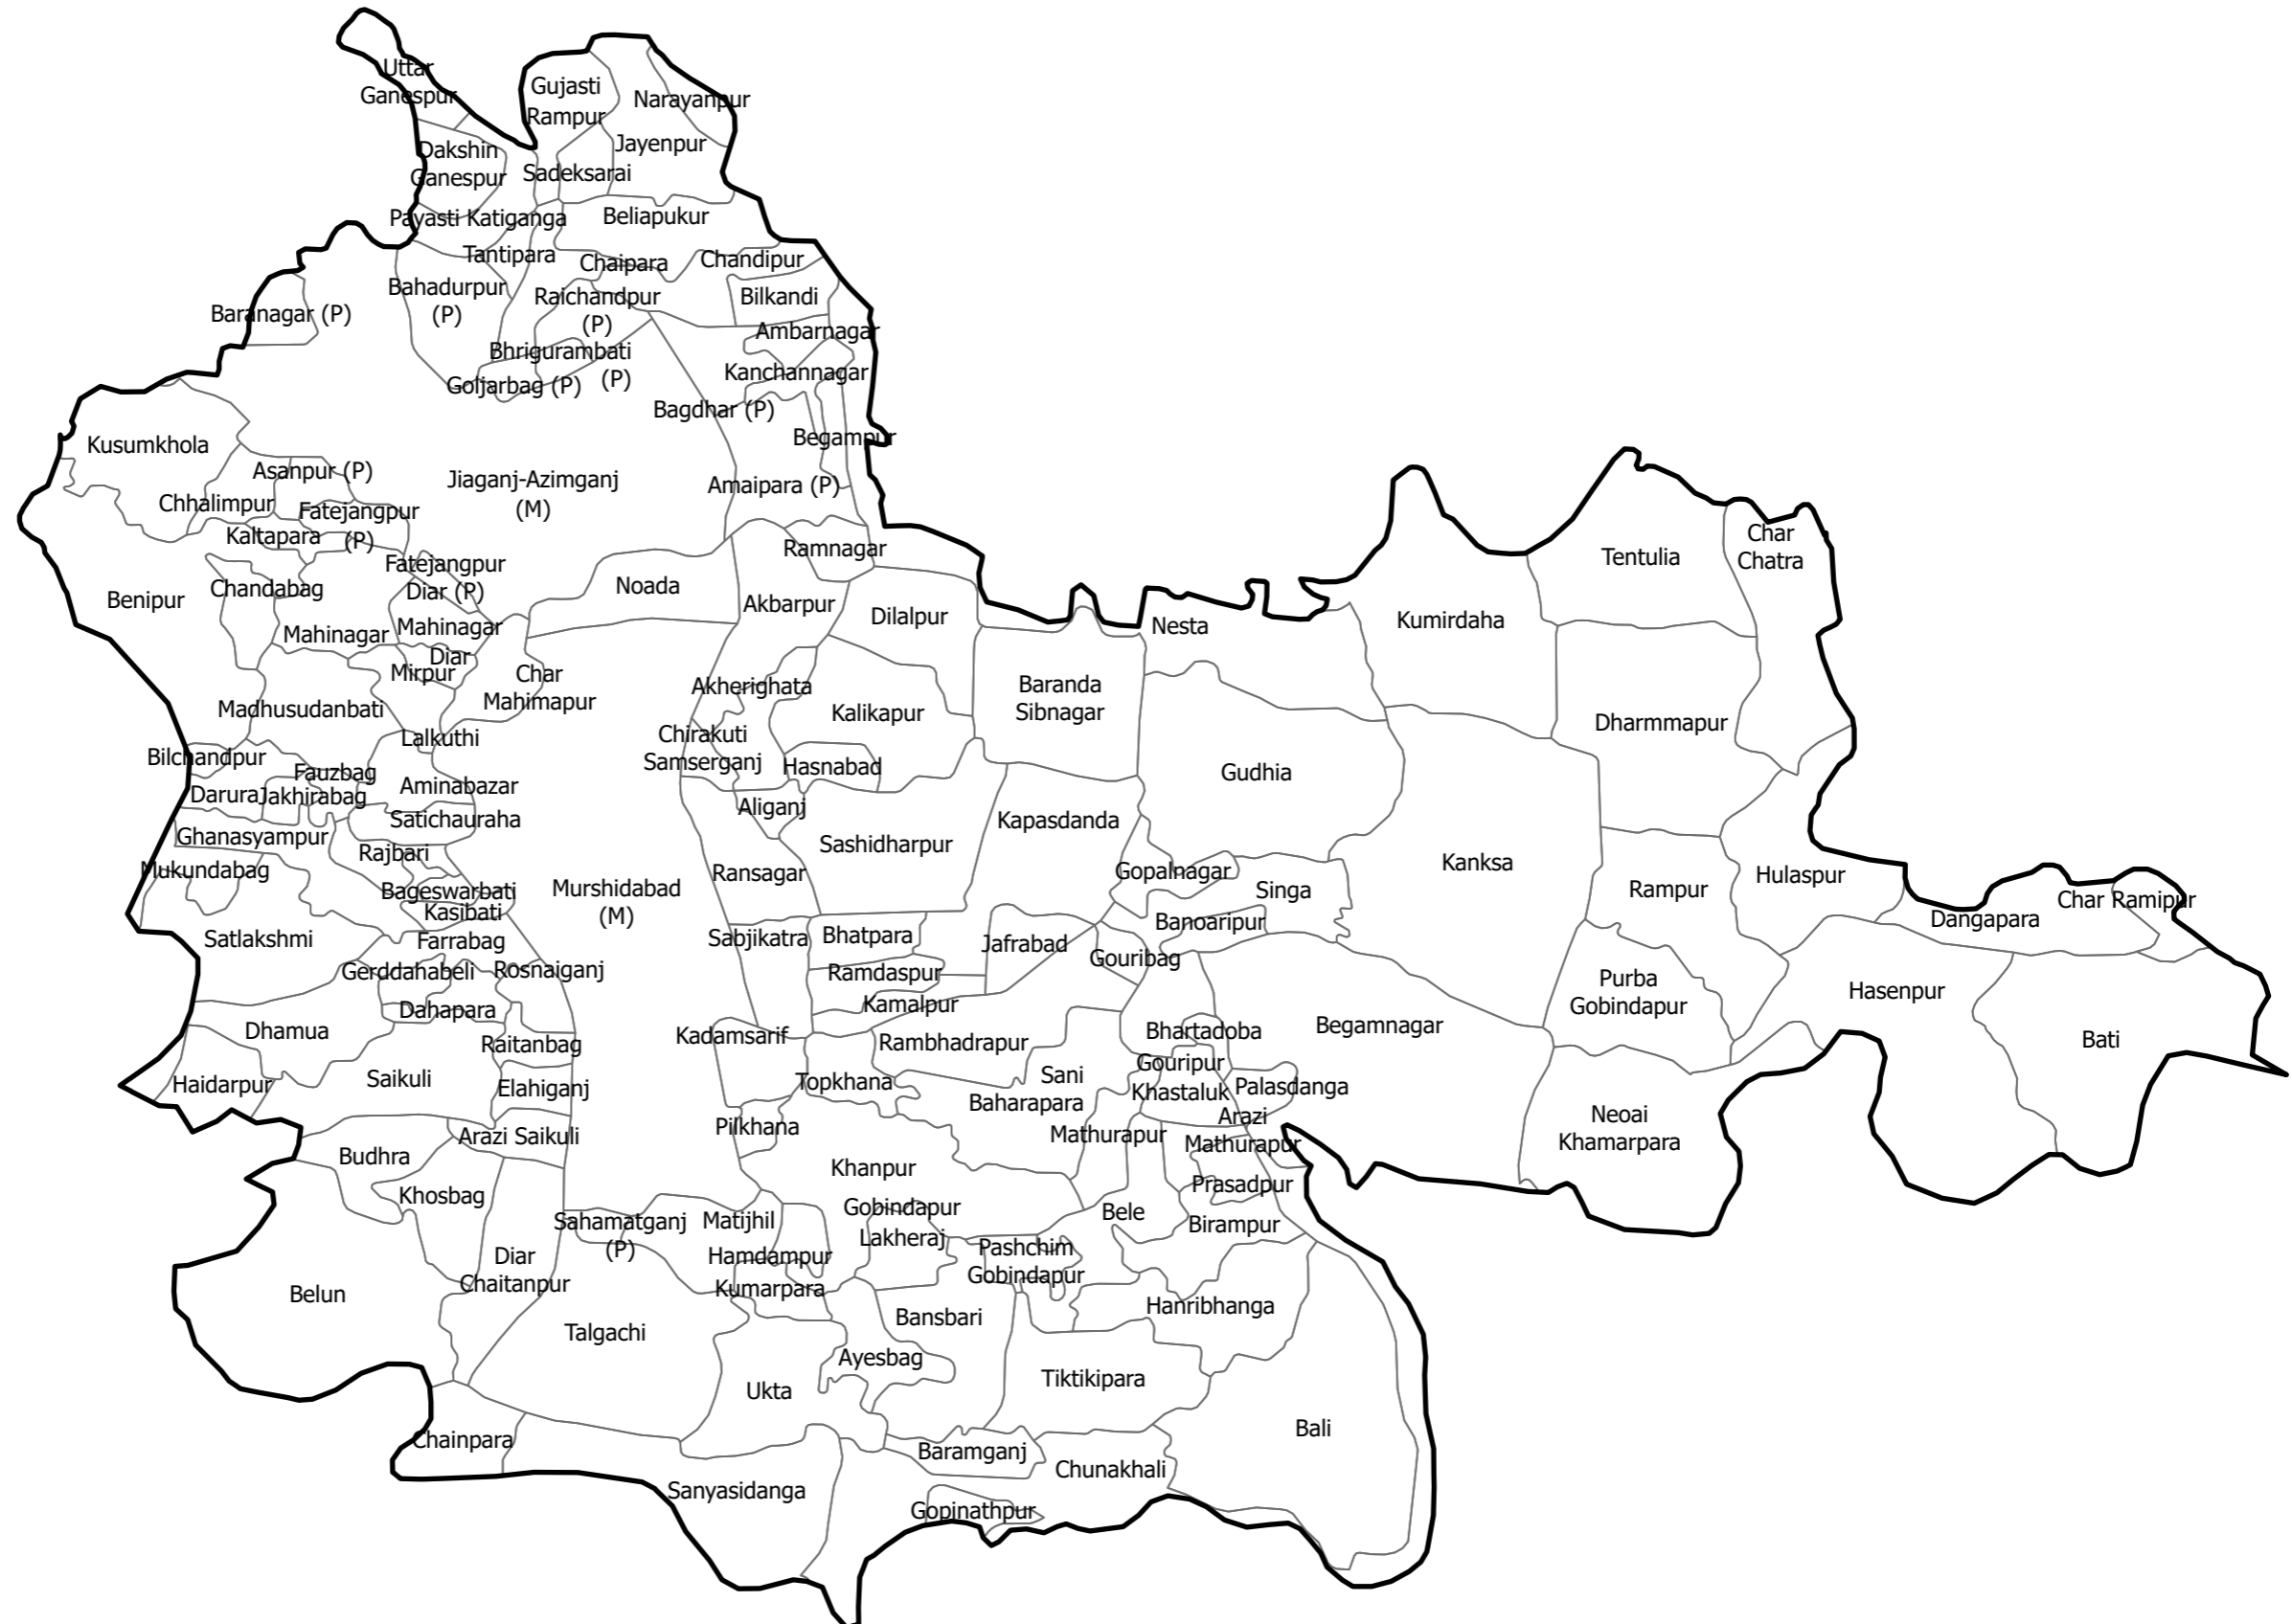 Uttar
Ganespur
Gujasti
Rampur
Narayanpur
Jayenpur
Dakshin
Ganespur
Sadeksarai
Payasti Katiganga
Beliapukur
Tantipara
Chaipara
Chandipur
Bahadurpur
(P)
Raichandpur
(P)
Bilkandi
Baranagar (P)
Ambarnagar
Bhrigurambati
(P)
Goljarbag (P)
Kanchannagar
Bagdhar (P)
Begampur
Kusumkhola
Asanpur (P)
Jiaganj-Azimganj
(M)
Amaipara (P)
Chhalimpur
Fatejangpur
(P)
Kaltapara
Ramnagar
Fatejangpur
Diar (P)
Noada
Chandabag
Benipur
Akbarpur
Dilalpur
Mahinagar
Mahinagar
Diar
Mirpur
Char
Mahimapur
Akherighata
Madhusudanbati
Kalikapur
Lalkuthi
Chirakuti
Samserganj
Hasnabad
Bilchandpur
Fauzbag
Darura
Jakhirabag
Aminabazar
Aliganj
Satichauraha
Ghanasyampur
Rajbari
Sashidharpur
Mukundabag
Ransagar
Bageswarbati
Kasibati
Murshidabad
(M)
Satlakshmi
Farrabag
Sabjikatra
Bhatpara
Jafrabad
Gerddahabeli
Rosnaiganj
Ramdaspur
Dahapara
Kamalpur
Dhamua
Raitanbag
Kadamsarif
Rambhadrapur
Haidarpur
Saikuli
Elahiganj
Topkhana
Sani
Baharapara
Arazi Saikuli
Pilkhana
Mathurapur
Budhra
Khanpur
Khosbag
Sahamatganj
(P)
Matijhil
Gobindapur
Lakheraj
Bele
Diar
Chaitanpur
Hamdampur
Pashchim
Gobindapur
Belun
Kumarpara
Talgachi
Bansbari
Hanribhanga
Ayesbag
Ukta
Tiktikipara
Bali
Chainpara
Baramganj
Chunakhali
Sanyasidanga
Gopinathpur
Nesta
Kumirdaha
Tentulia
Char
Chatra
Baranda
Sibnagar
Dharmmapur
Gudhia
Kapasdanda
Kanksa
Gopalnagar
Singa
Rampur
Hulaspur
Banoaripur
Dangapara
Char Ramipur
Gouribag
Purba
Gobindapur
Hasenpur
Begamnagar
Bhartadoba
Bati
Gouripur
Khastaluk
Palasdanga
Arazi
Mathurapur
Neoai
Khamarpara
Prasadpur
Birampur